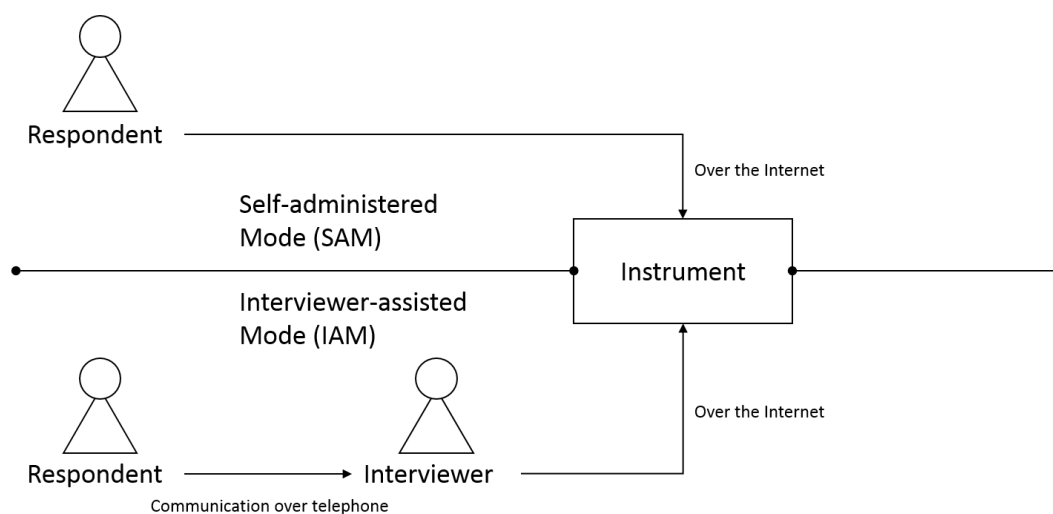 Respondent
Over the Internet
Self-administered
Mode (SAM)
Instrument
Interviewer-assisted
Mode (IAM)
Over the Internet
Respondent
Interviewer
Communication over telephone